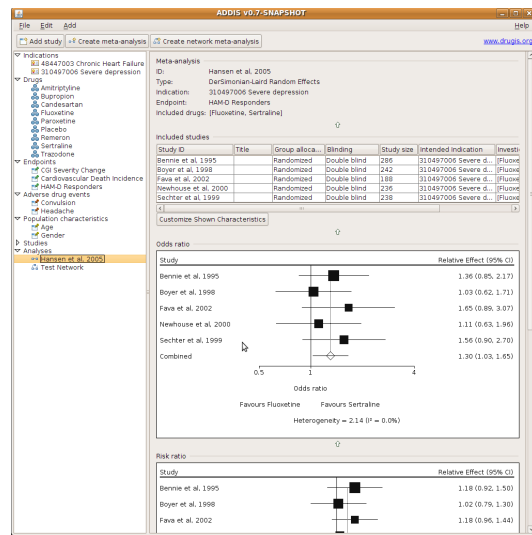 ADDIS v0.7-SNAPSHOT
File Edit Add Help
Add study Create meta-analysis Create network meta-analysis www.drugis.org
Indications
48447003 Chronic Heart Failure
310497006 Severe depression
Drugs
Amitriptyline
Bupropion
Candesartan
Fluoxetine
Paroxetine
Placebo
Remeron
Sertraline
Trazodone
Endpoints
CGI Severity Change
Cardiovascular Death Incidence
HAM-D Responders
Adverse drug events
Convulsion
Headache
Population characteristics
Age
Gender
Studies
Analyses
Hansen et al, 2005
Test Network
Meta-analysis
ID: Hansen et al, 2005
Type: DerSimonian-Laird Random Effects
Indication: 310497006 Severe depression
Endpoint: HAM-D Responders
Included drugs: [Fluoxetine, Sertraline]
Included studies
Study ID Title Group alloca... Blinding Study size Intended Indication Investi
Bennie et al, 1995 Randomized Double blind 286 310497006 Severe d... [Fluoxe
Boyer et al, 1998 Randomized Double blind 242 310497006 Severe d... [Fluoxe
Fava et al, 2002 Randomized Double blind 188 310497006 Severe d... [Fluoxe
Newhouse et al, 2000 Randomized Double blind 236 310497006 Severe d... [Fluoxe
Sechter et al, 1999 Randomized Double blind 238 310497006 Severe d... [Fluoxe
Customize Shown Characteristics
Odds ratio
Study Relative Effect (95% CI)
Bennie et al, 1995 1.36 (0.85, 2.17)
Boyer et al, 1998 1.03 (0.62, 1.71)
Fava et al, 2002 1.65 (0.89, 3.07)
Newhouse et al, 2000 1.11 (0.63, 1.96)
Sechter et al, 1999 1.56 (0.90, 2.70)
Combined 1.30 (1.03, 1.65)
0.5 1 4
Odds ratio
Favours Fluoxetine Favours Sertraline
Heterogeneity = 2.14 (I² = 0.0%)
Risk ratio
Study Relative Effect (95% CI)
Bennie et al, 1995 1.18 (0.92, 1.50)
Boyer et al, 1998 1.02 (0.79, 1.30)
Fava et al, 2002 1.18 (0.96, 1.44)